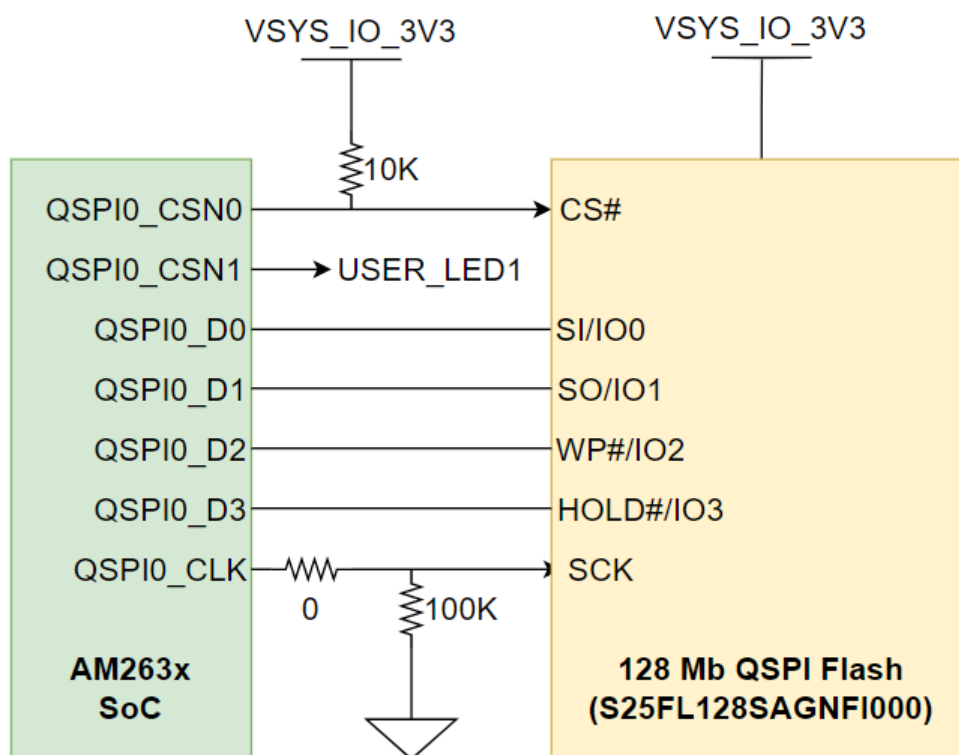 VSYS_IO_3V3
VSYS_IO_3V3
10K
QSPI0_CSN0
CS#
QSPI0_CSN1
USER_LED1
QSPI0_D0
SI/IO0
QSPI0_D1
SO/IO1
QSPI0_D2
WP#/IO2
QSPI0_D3
HOLD#/IO3
QSPI0_CLK
SCK
0
100K
AM263x
SoC
128 Mb QSPI Flash
(S25FL128SAGNFI000)